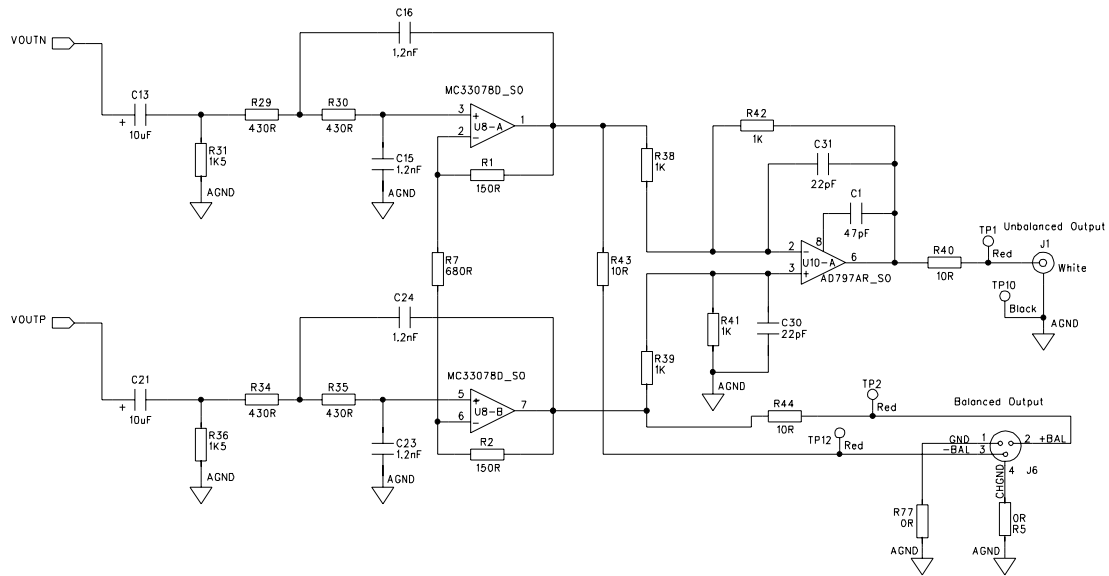 C16
1,2nF
VOUTN
C13
+
10uF
R29
430R
R30
430R
R31
1K5
AGND
C15
1,2nF
AGND
MC33078D_SO
3
2
+
-
U8-A
1
R1
150R
R7
680R
R43
10R
R38
1K
R42
1K
C31
22pF
C1
47pF
8
2
3
-
+
U10-A
6
AD797AR_SO
R40
10R
TP1
Red
Unbalanced Output
J1
White
TP10
Black
AGND
R41
1K
C30
22pF
AGND
R39
1K
C24
1,2nF
VOUTP
C21
+
10uF
R34
430R
R35
430R
R36
1K5
AGND
C23
1,2nF
AGND
MC33078D_SO
5
6
+
-
U8-B
7
R2
150R
R44
10R
TP2
Red
TP12
Red
Balanced Output
GND 1
-BAL 3
2 +BAL
4
J6
CHGND
R77
0R
AGND
0R
R5
AGND